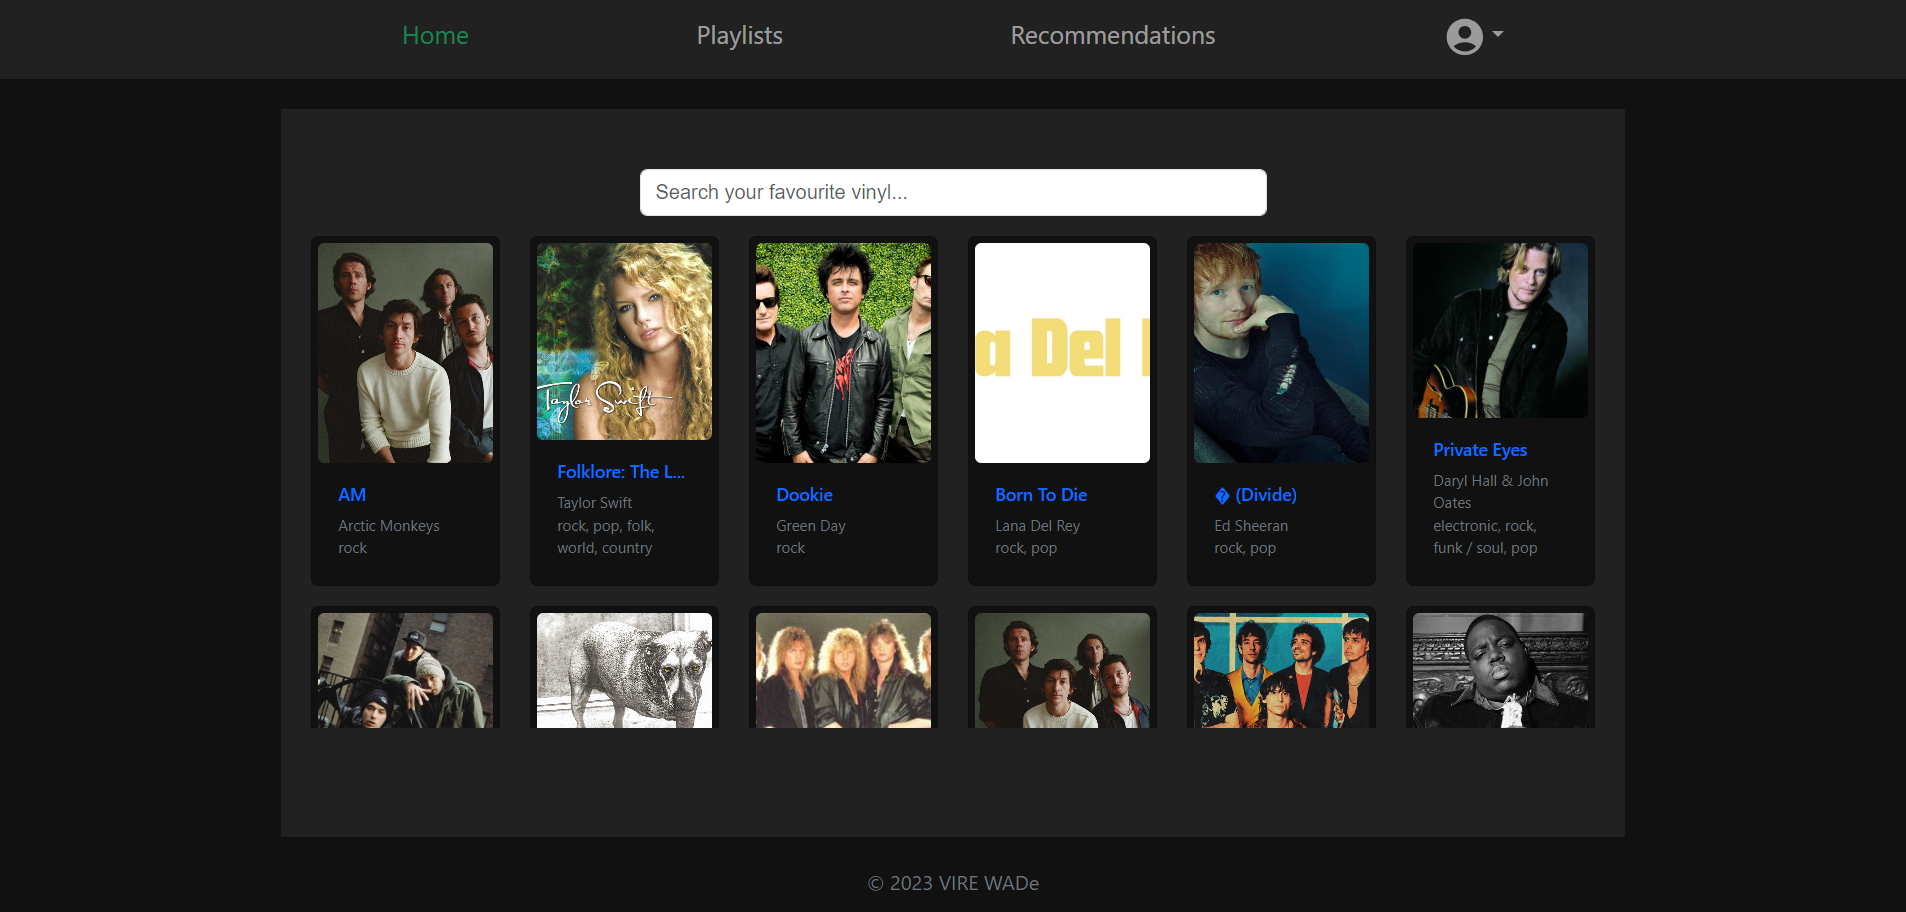 Home
Playlists
Recommendations
Search your favourite vinyl...
Taylor Swift
a Del
AM
Arctic Monkeys
rock
Folklore: The L...
Taylor Swift
rock, pop, folk,
world, country
Dookie
Green Day
rock
Born To Die
Lana Del Rey
rock, pop
� (Divide)
Ed Sheeran
rock, pop
Private Eyes
Daryl Hall & John
Oates
electronic, rock,
funk / soul, pop
© 2023 VIRE WADe